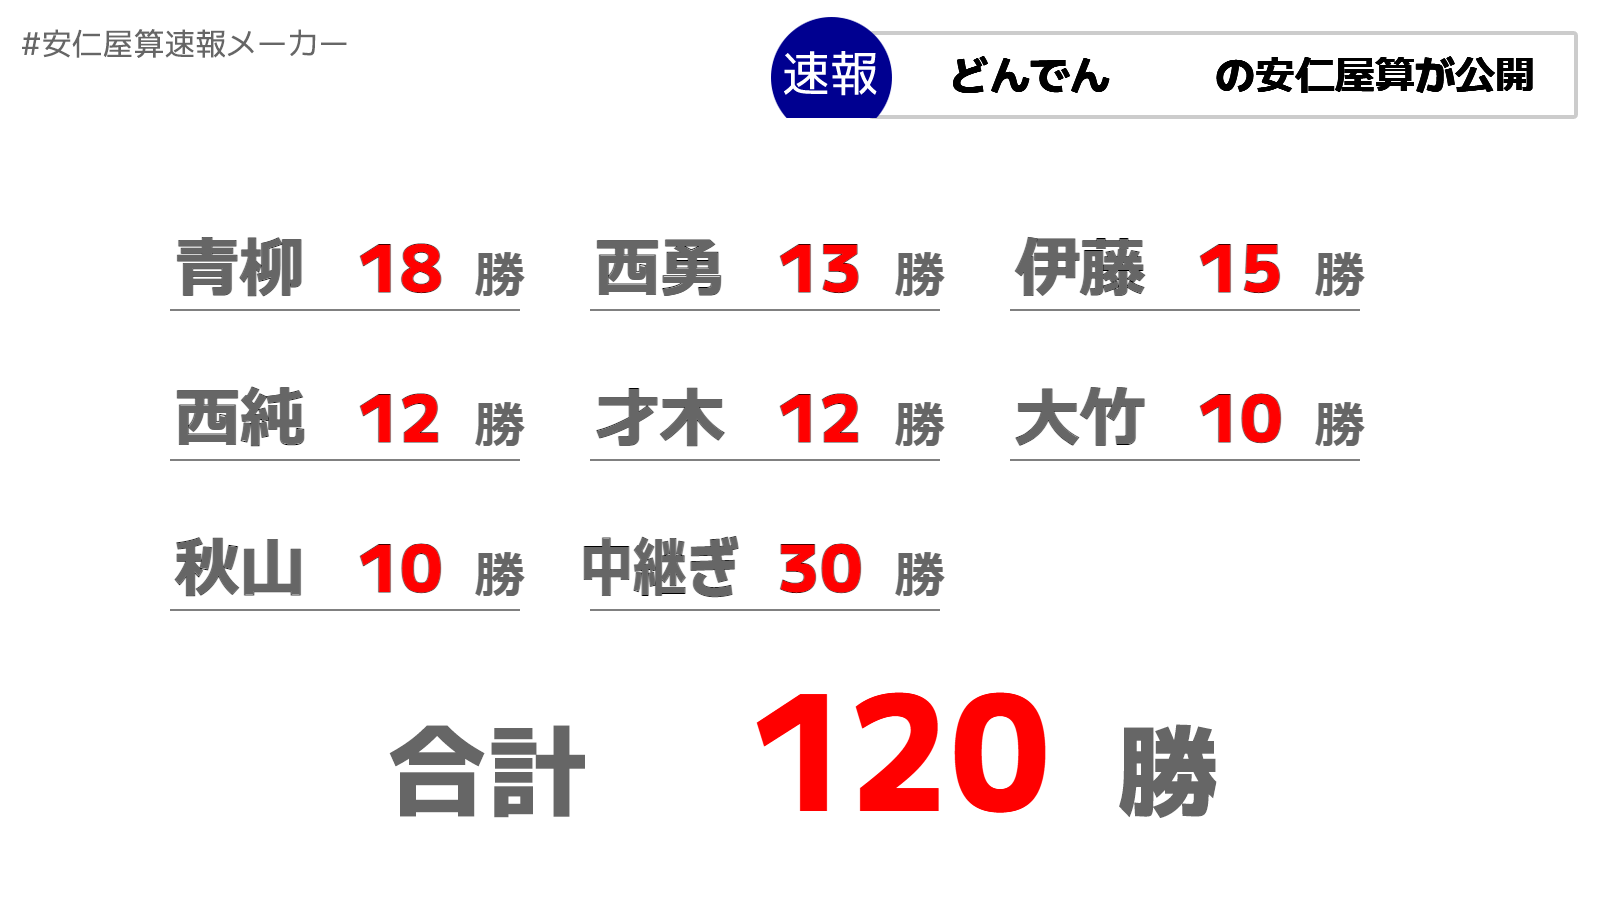 #安仁屋算速報メーカー
速報 どんでん の安仁屋算が公開
青柳 18 勝 西勇 13 勝 伊藤 15 勝
西純 12 勝 才木 12 勝 大竹 10 勝
秋山 10 勝 中継ぎ 30 勝
合計 120 勝